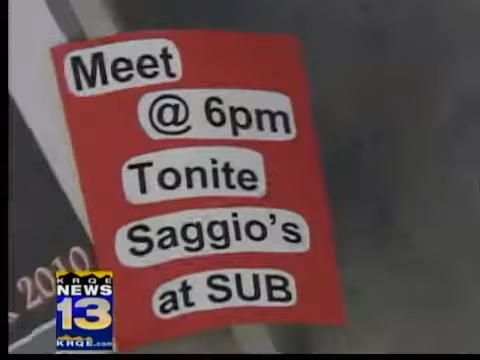 Meet
@ 6pm
Tonite
Saggio's
at SUB
2010
KRQE
NEWS
13
KRQE.com